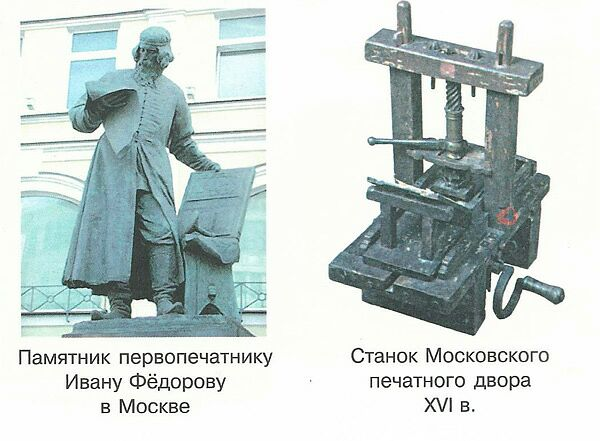 Памятник первопечатнику
Ивану Фёдорову
в Москве
Станок Московского
печатного двора
XVI в.